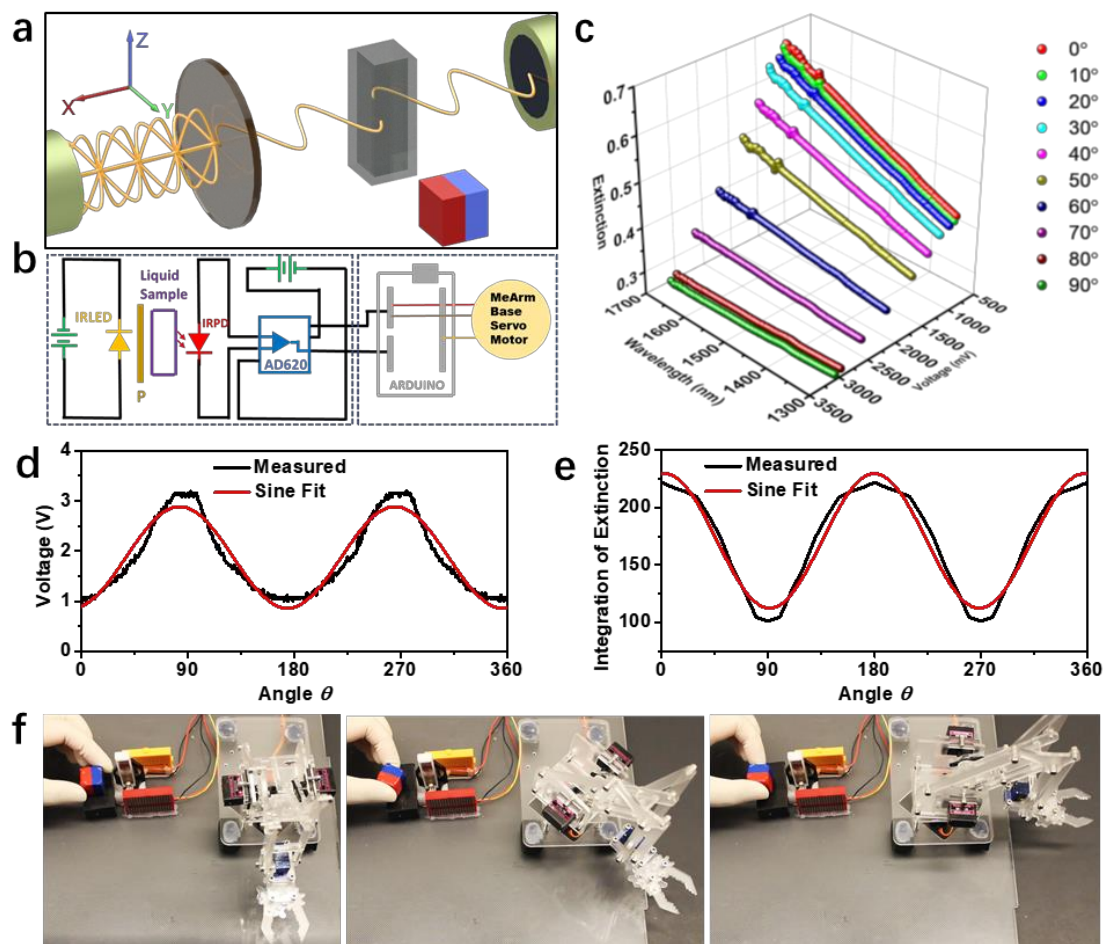 a
Z
X
Y
b
IRLED
Liquid
Sample
IRPD
P
AD620
ARDUINO
MeArm
Base
Servo
Motor
c
0.7
0.6
0.5
0.4
0.3
Extinction
1700
1600
1500
1400
1300
Wavelength (nm)
500
1000
1500
2000
2500
3000
3500
Voltage (mV)
0°
10°
20°
30°
40°
50°
60°
70°
80°
90°
d
Measured
Sine Fit
4
3
2
1
0
Voltage (V)
0 90 180 270 360
Angle θ
e
Measured
Sine Fit
250
200
150
100
Integration of Extinction
0 90 180 270 360
Angle θ
f